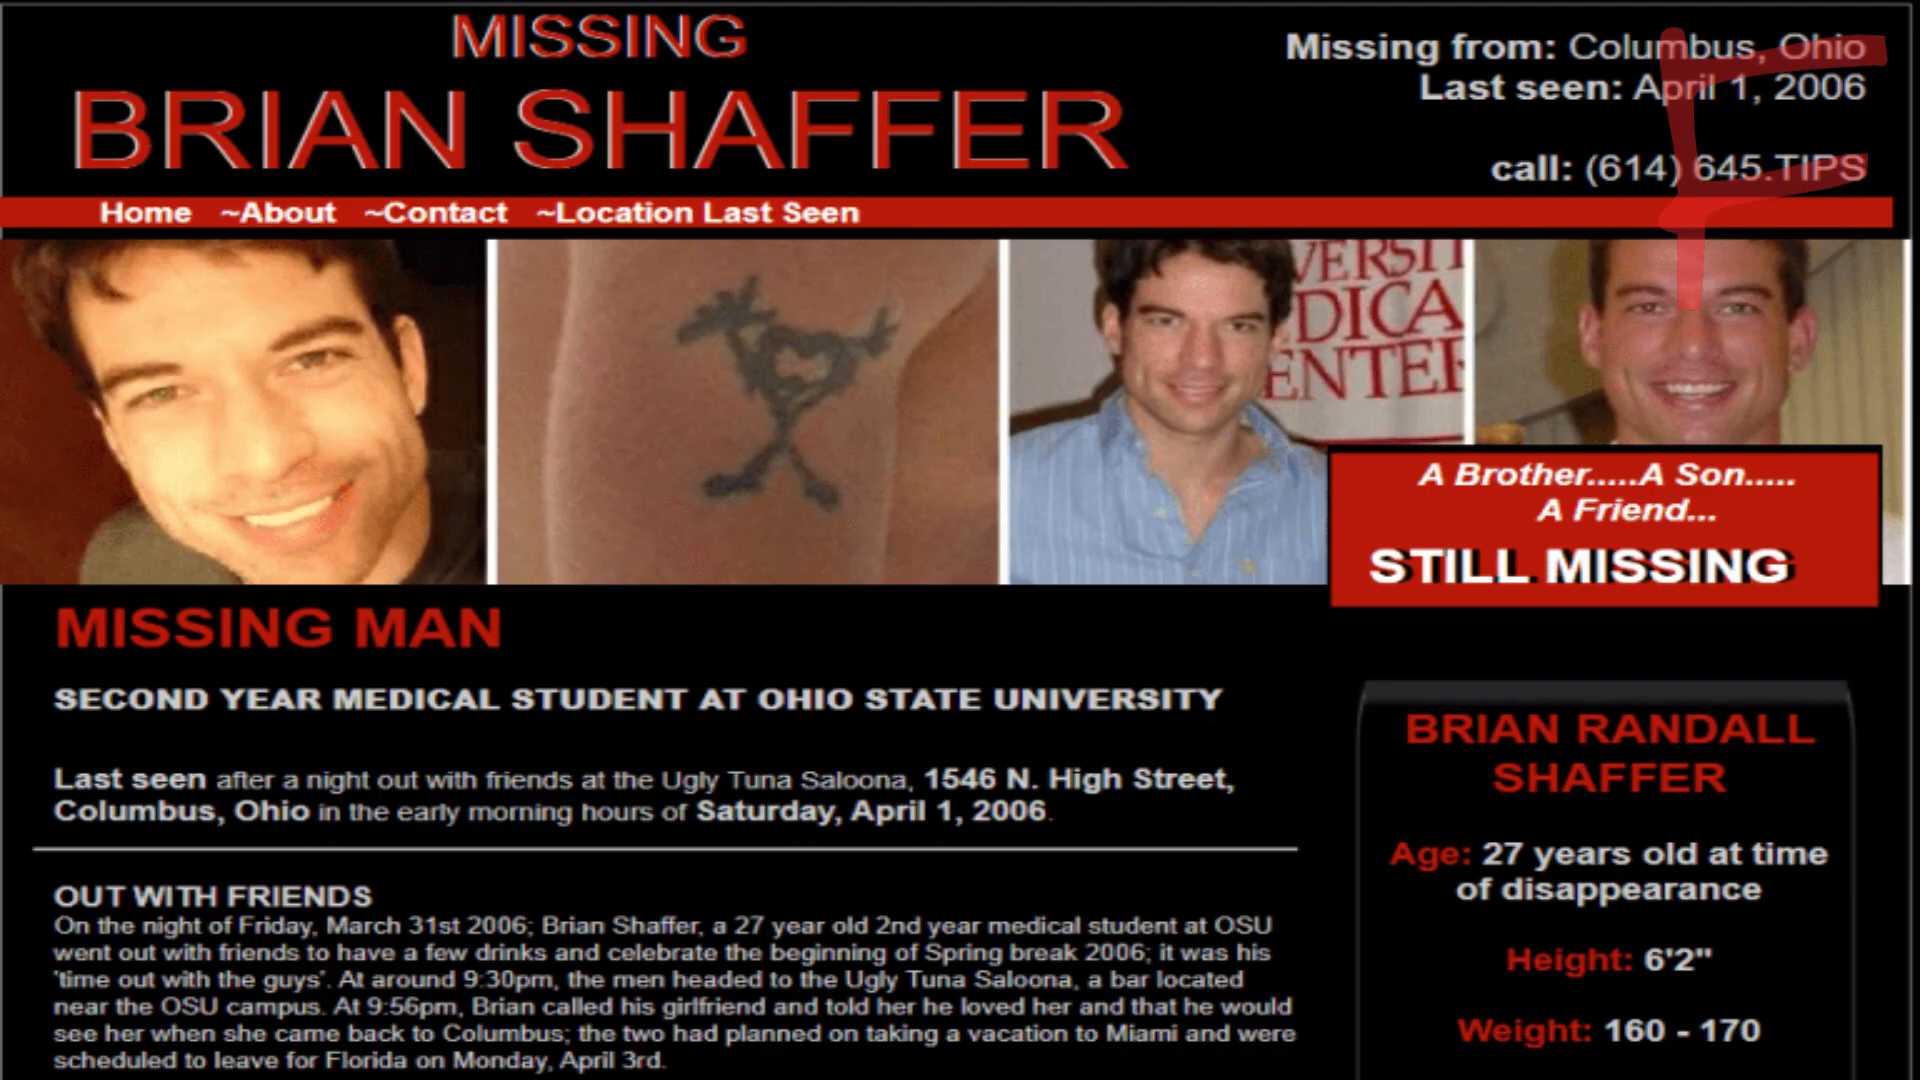 MISSING
BRIAN SHAFFER
Missing from: Columbus, Ohio
Last seen: April 1, 2006
call: (614) 645.TIPS
Home ~About ~Contact ~Location Last Seen
VERSIT
DICA
ENTER
A Brother.....A Son.....
A Friend...
STILL MISSING
MISSING MAN
SECOND YEAR MEDICAL STUDENT AT OHIO STATE UNIVERSITY
Last seen after a night out with friends at the Ugly Tuna Saloona, 1546 N. High Street,
Columbus, Ohio in the early morning hours of Saturday, April 1, 2006.
OUT WITH FRIENDS
On the night of Friday, March 31st 2006; Brian Shaffer, a 27 year old 2nd year medical student at OSU
went out with friends to have a few drinks and celebrate the beginning of Spring break 2006; it was his
'time out with the guys'. At around 9:30pm, the men headed to the Ugly Tuna Saloona, a bar located
near the OSU campus. At 9:56pm, Brian called his girlfriend and told her he loved her and that he would
see her when she came back to Columbus; the two had planned on taking a vacation to Miami and were
scheduled to leave for Florida on Monday, April 3rd.
BRIAN RANDALL
SHAFFER
Age: 27 years old at time
of disappearance
Height: 6'2"
Weight: 160 - 170
F